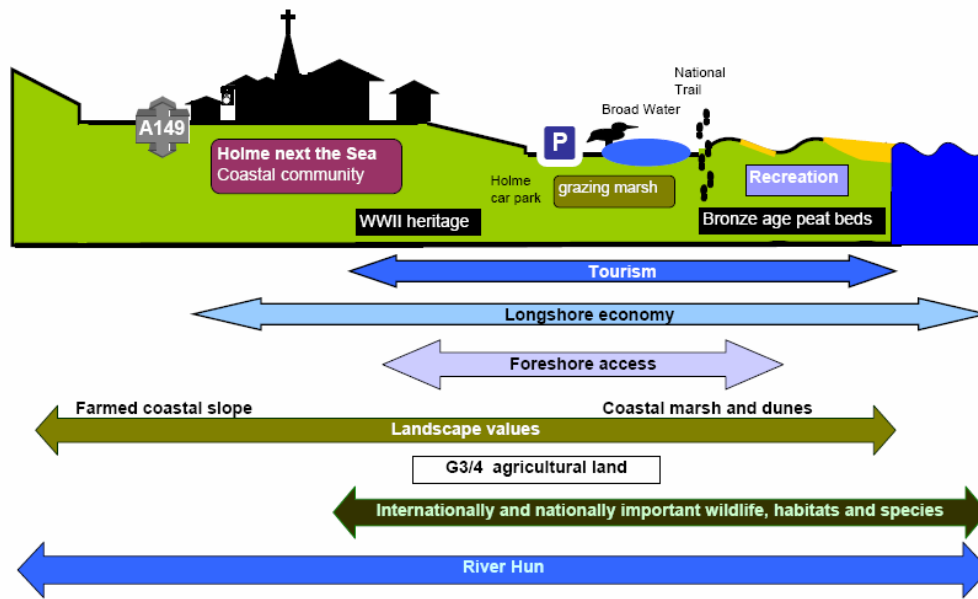 National
Trail
Broad Water
A149
P
Holme next the Sea
Coastal community
Holme
car park
grazing marsh
Recreation
WWII heritage
Bronze age peat beds
Tourism
Longshore economy
Foreshore access
Farmed coastal slope
Coastal marsh and dunes
Landscape values
G3/4 agricultural land
Internationally and nationally important wildlife, habitats and species
River Hun